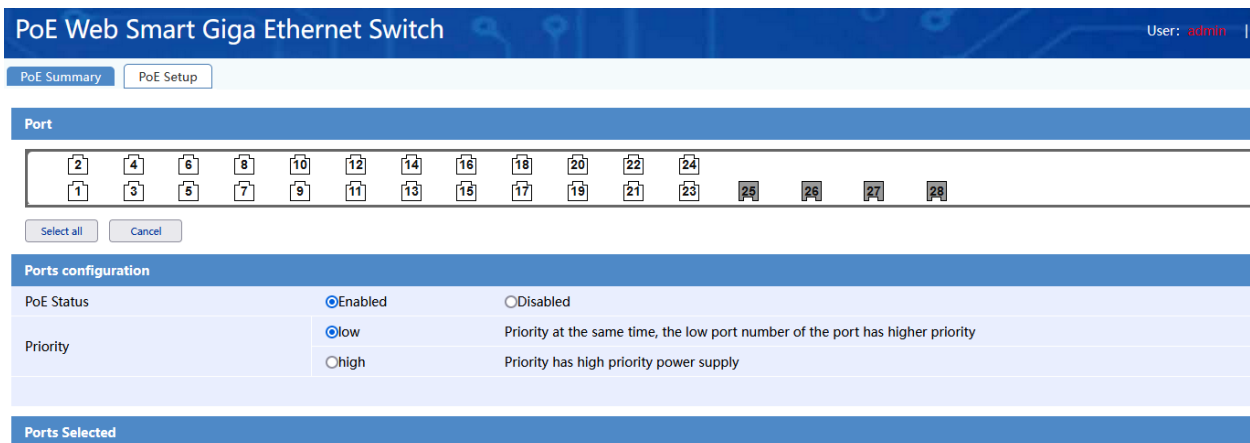 PoE Web Smart Giga Ethernet Switch
User: admin |
PoE Summary PoE Setup
Port
2 4 6 8 10 12 14 16 18 20 22 24
1 3 5 7 9 11 13 15 17 19 21 23 25 26 27 28
Select all Cancel
Ports configuration
PoE Status Enabled Disabled
Priority
low Priority at the same time, the low port number of the port has higher priority
high Priority has high priority power supply
Ports Selected